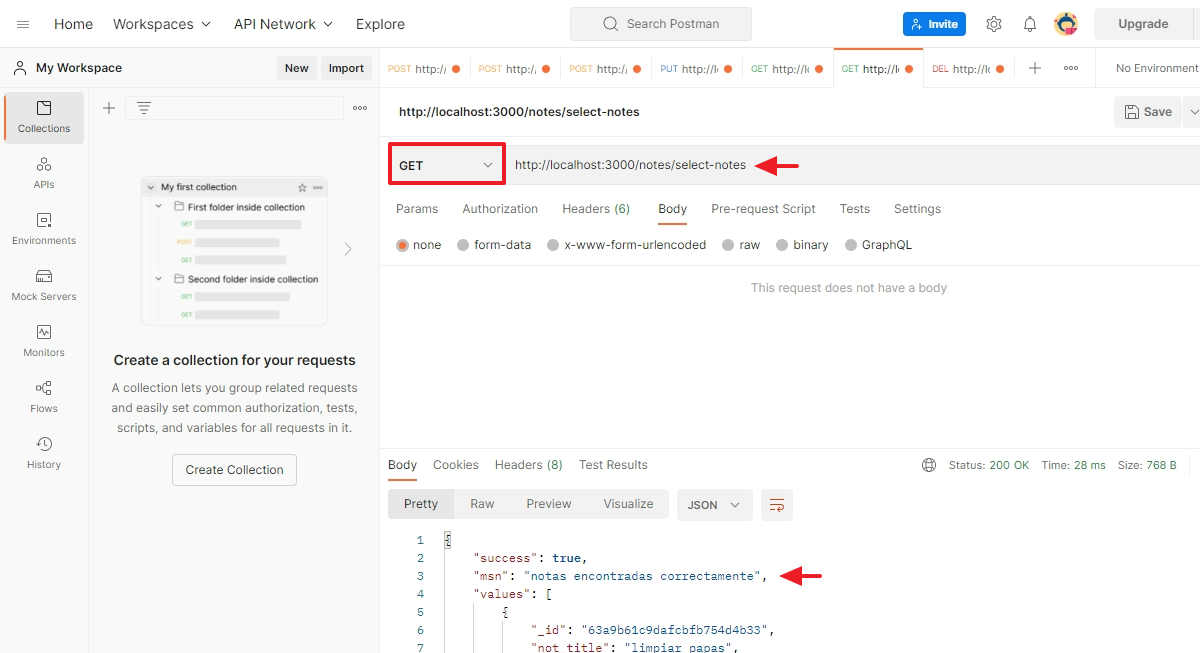 Home Workspaces API Network Explore Search Postman Invite Upgrade
My Workspace New Import POST http:/ POST http:/ POST http:/ PUT http://l GET http://l GET http://l DEL http://l No Environment
Collections
APIs
Environments
Mock Servers
Monitors
Flows
History
My first collection
First folder inside collection
GET
POST
GET
Second folder inside collection
GET
GET
Create a collection for your requests
A collection lets you group related requests
and easily set common authorization, tests,
scripts, and variables for all requests in it.
Create Collection
http://localhost:3000/notes/select-notes Save
GET http://localhost:3000/notes/select-notes
Params Authorization Headers (6) Body Pre-request Script Tests Settings
none form-data x-www-form-urlencoded raw binary GraphQL
This request does not have a body
Body Cookies Headers (8) Test Results Status: 200 OK Time: 28 ms Size: 768 B
Pretty Raw Preview Visualize JSON
1 {
2 "success": true,
3 "msn": "notas encontradas correctamente",
4 "values": [
5 {
6 "_id": "63a9b61c9dafcbfb754d4b33",
7 "not_title": "limpiar papas",